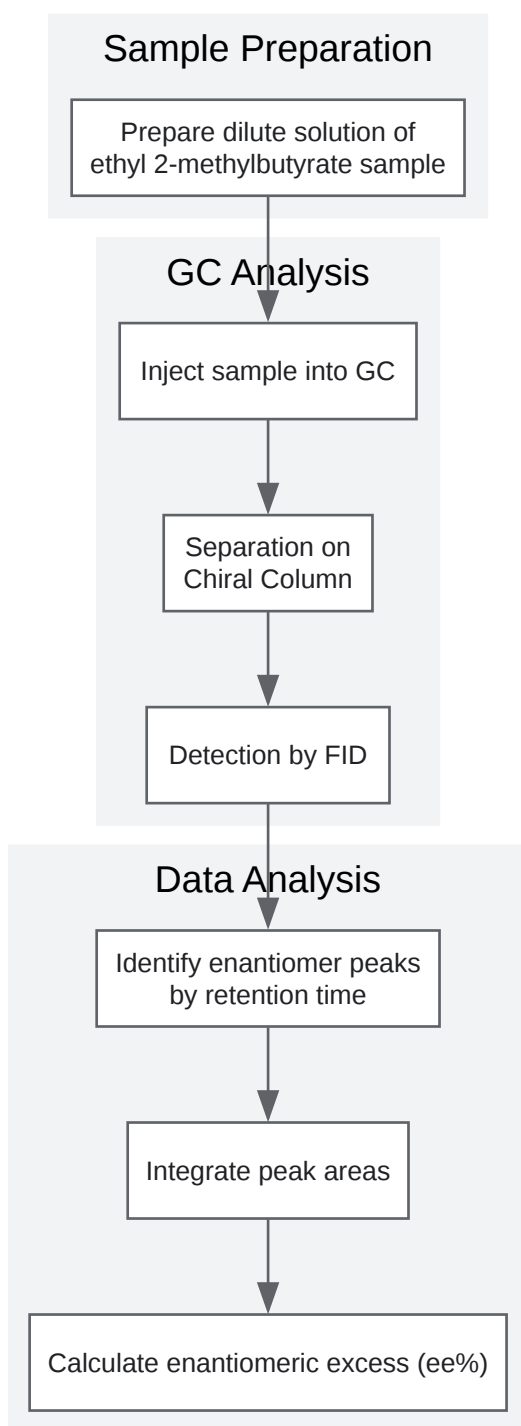 Sample Preparation
Prepare dilute solution of
ethyl 2-methylbutyrate sample
GC Analysis
Inject sample into GC
Separation on
Chiral Column
Detection by FID
Data Analysis
Identify enantiomer peaks
by retention time
Integrate peak areas
Calculate enantiomeric excess (ee%)